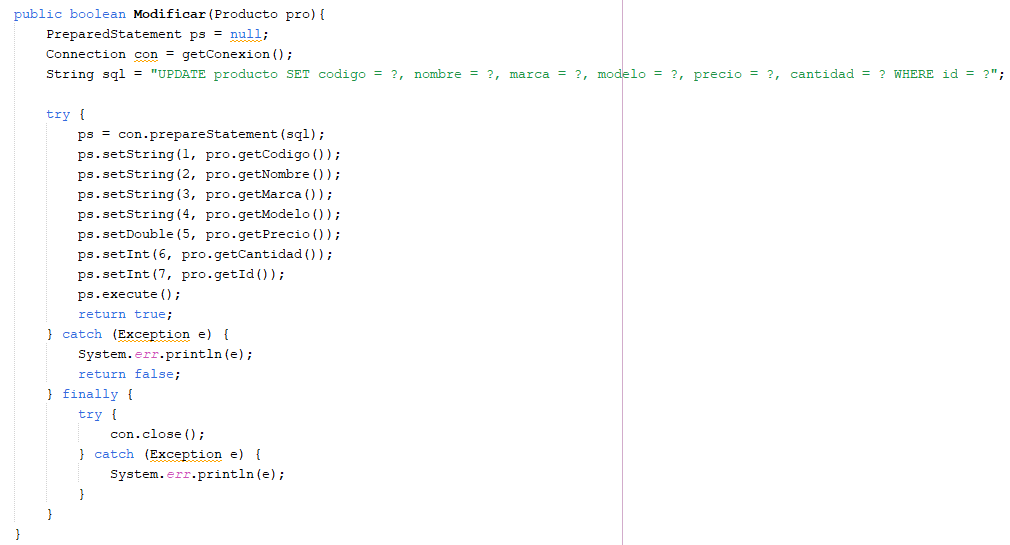 public boolean Modificar(Producto pro){
PreparedStatement ps = null;
Connection con = getConexion();
String sql = "UPDATE producto SET codigo = ?, nombre = ?, marca = ?, modelo = ?, precio = ?, cantidad = ? WHERE id = ?";
try {
ps = con.prepareStatement(sql);
ps.setString(1, pro.getCodigo());
ps.setString(2, pro.getNombre());
ps.setString(3, pro.getMarca());
ps.setString(4, pro.getModelo());
ps.setDouble(5, pro.getPrecio());
ps.setInt(6, pro.getCantidad());
ps.setInt(7, pro.getId());
ps.execute();
return true;
} catch (Exception e) {
System.err.println(e);
return false;
} finally {
try {
con.close();
} catch (Exception e) {
System.err.println(e);
}
}
}